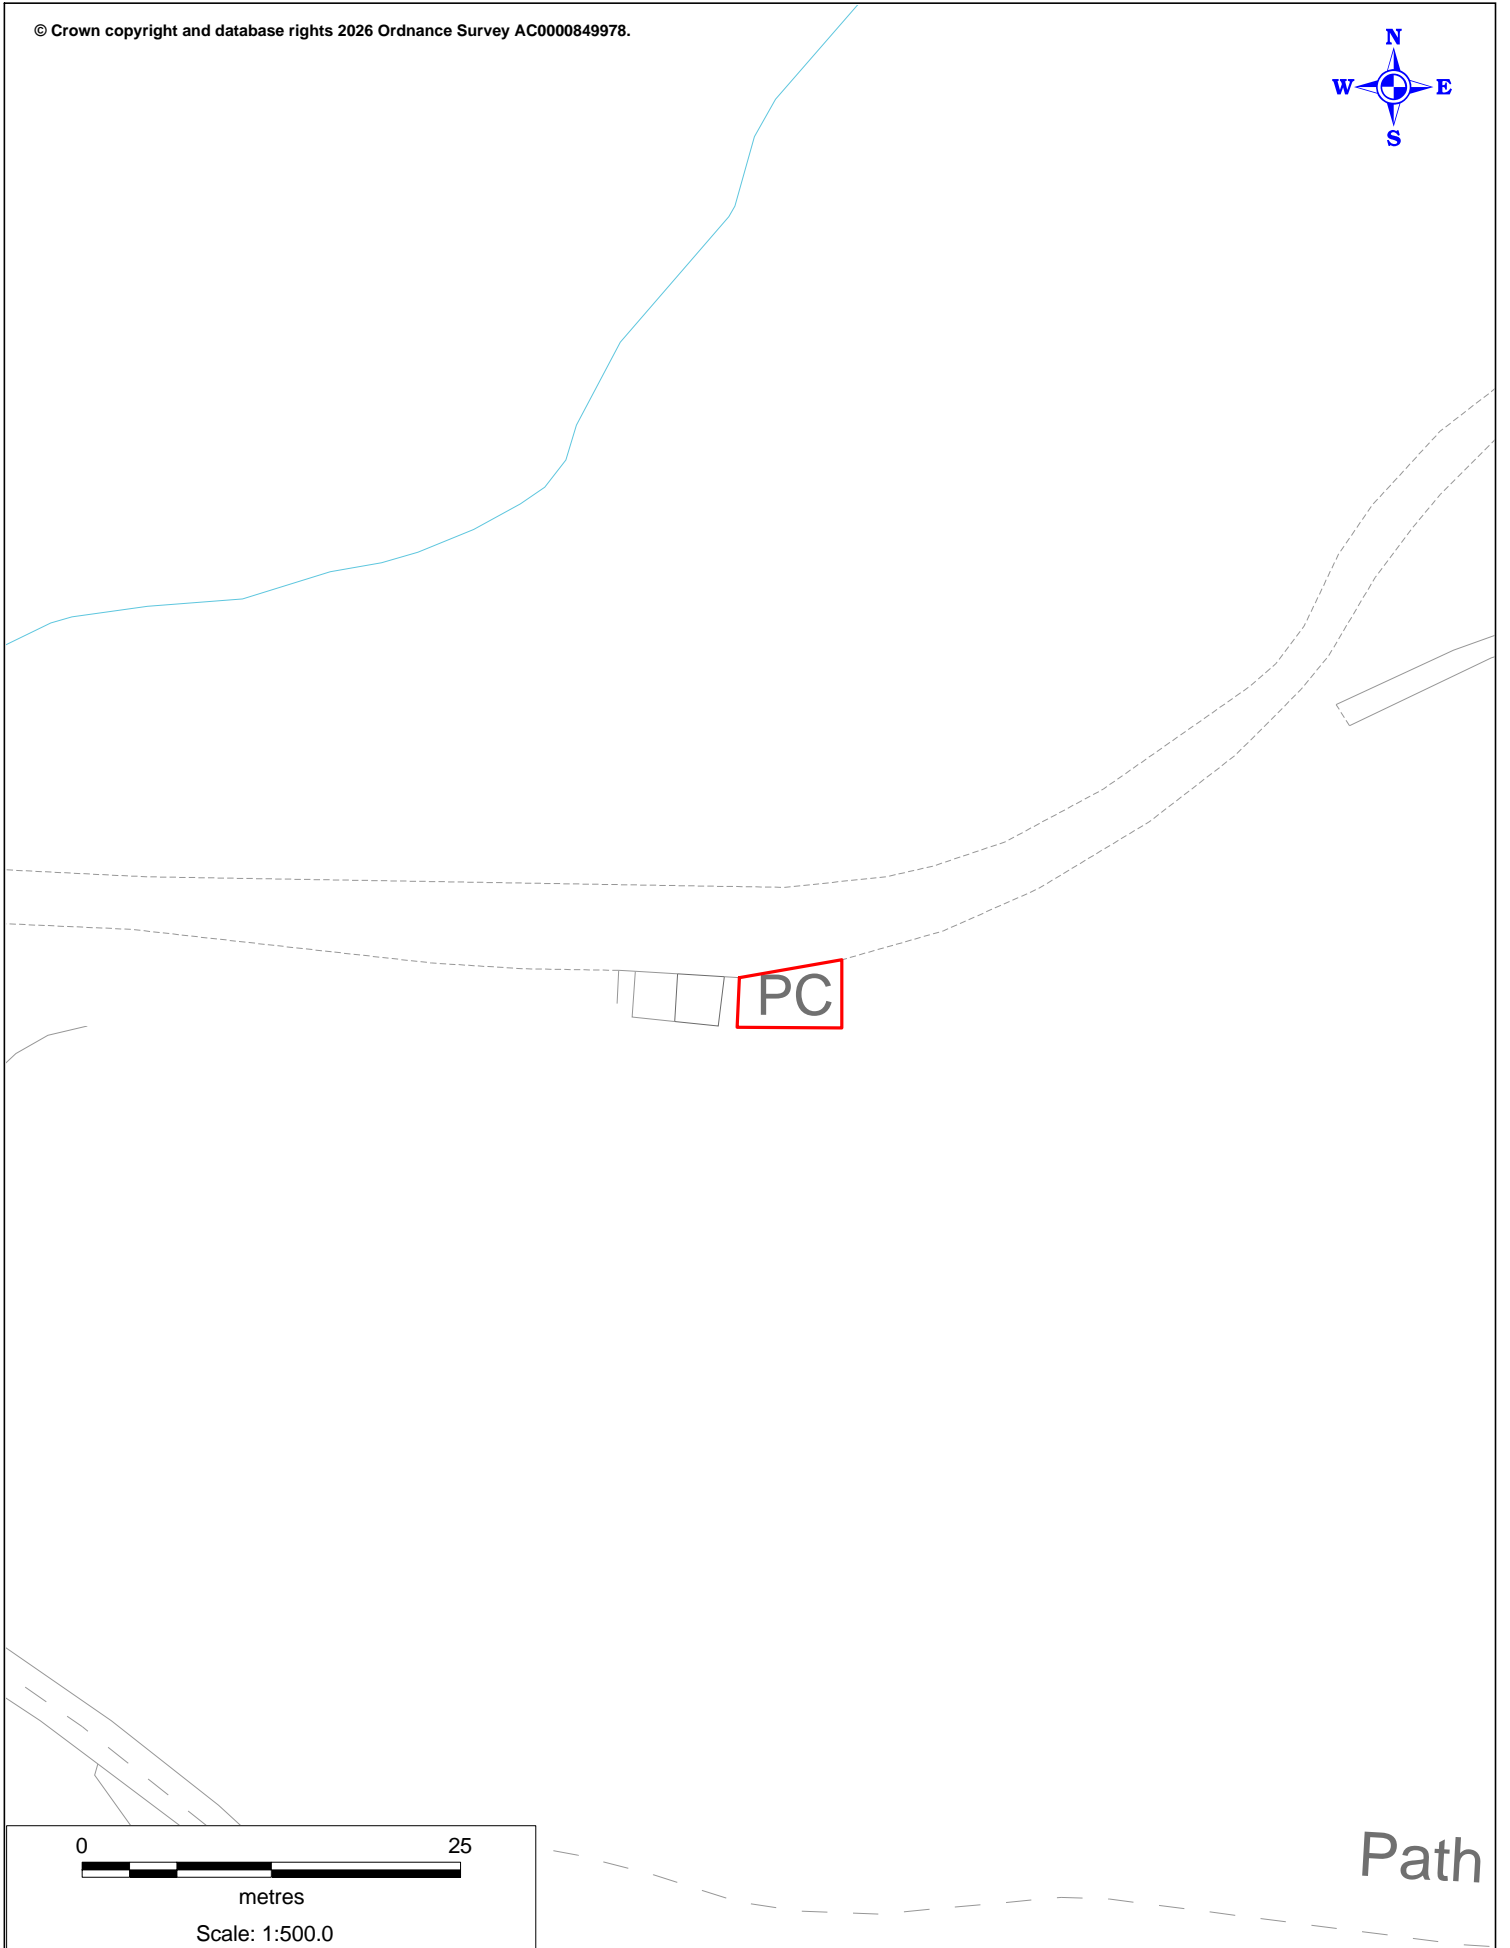 © Crown copyright and database rights 2026 Ordnance Survey AC0000849978.
N
W E
S
PC
0 25
metres
Scale: 1:500.0
Path